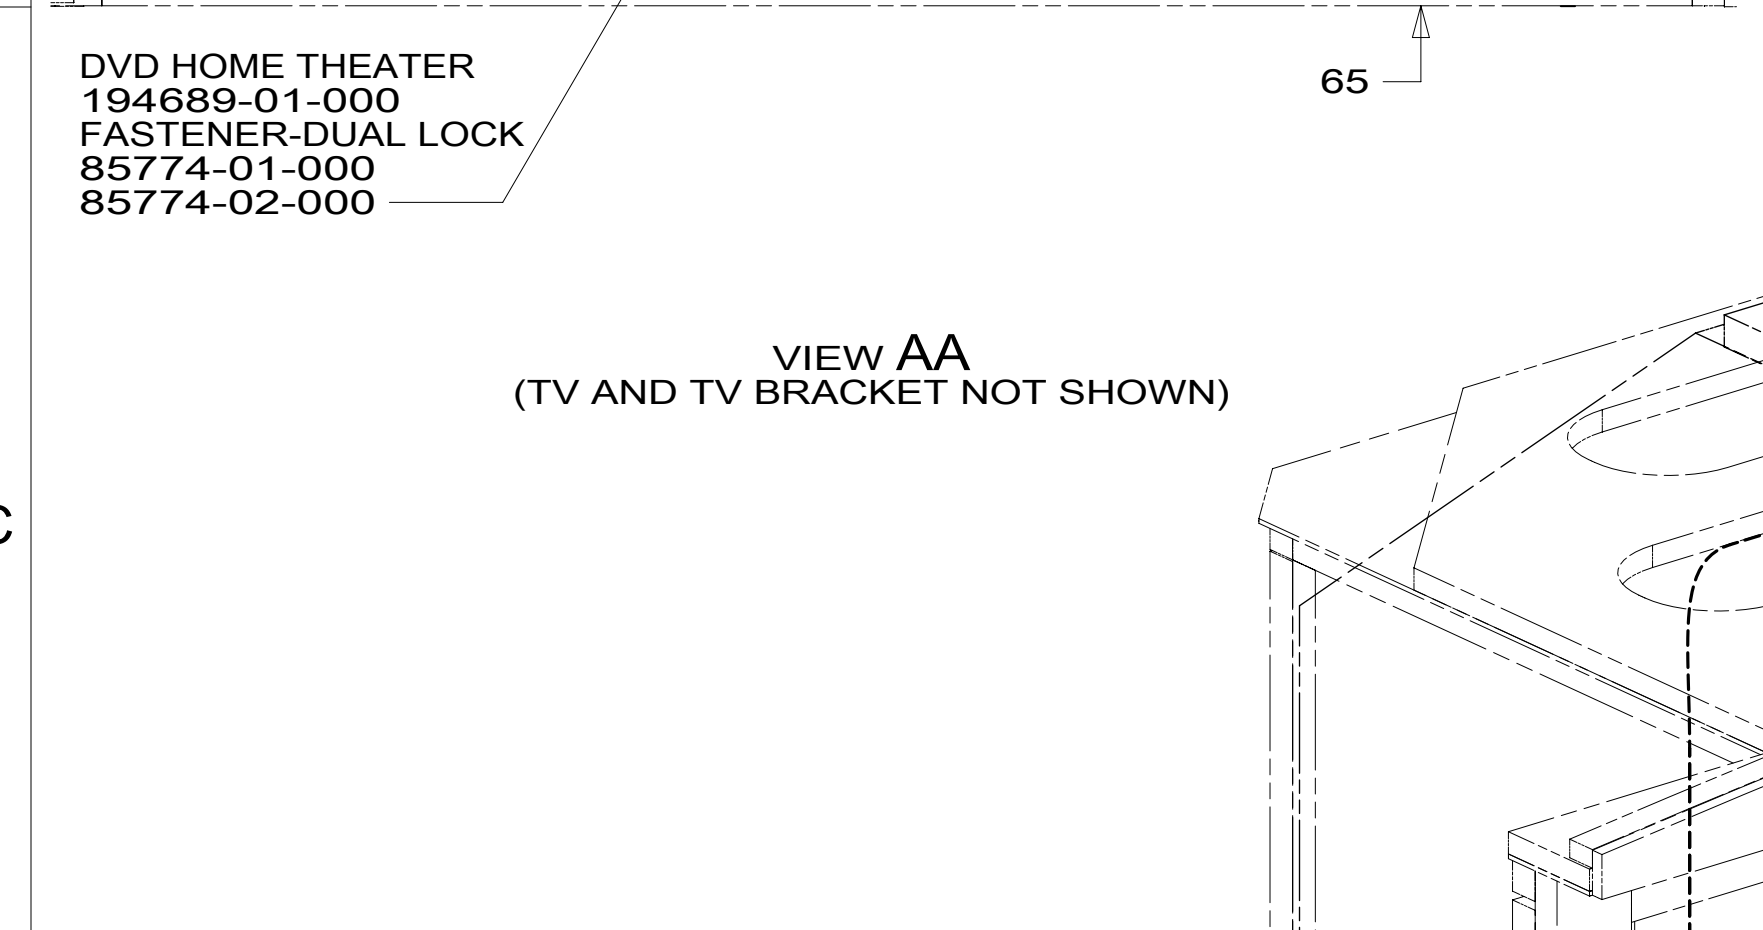 DVD HOME THEATER
194689-01-000
FASTENER-DUAL LOCK
85774-01-000
85774-02-000
65
VIEW AA
(TV AND TV BRACKET NOT SHOWN)
C